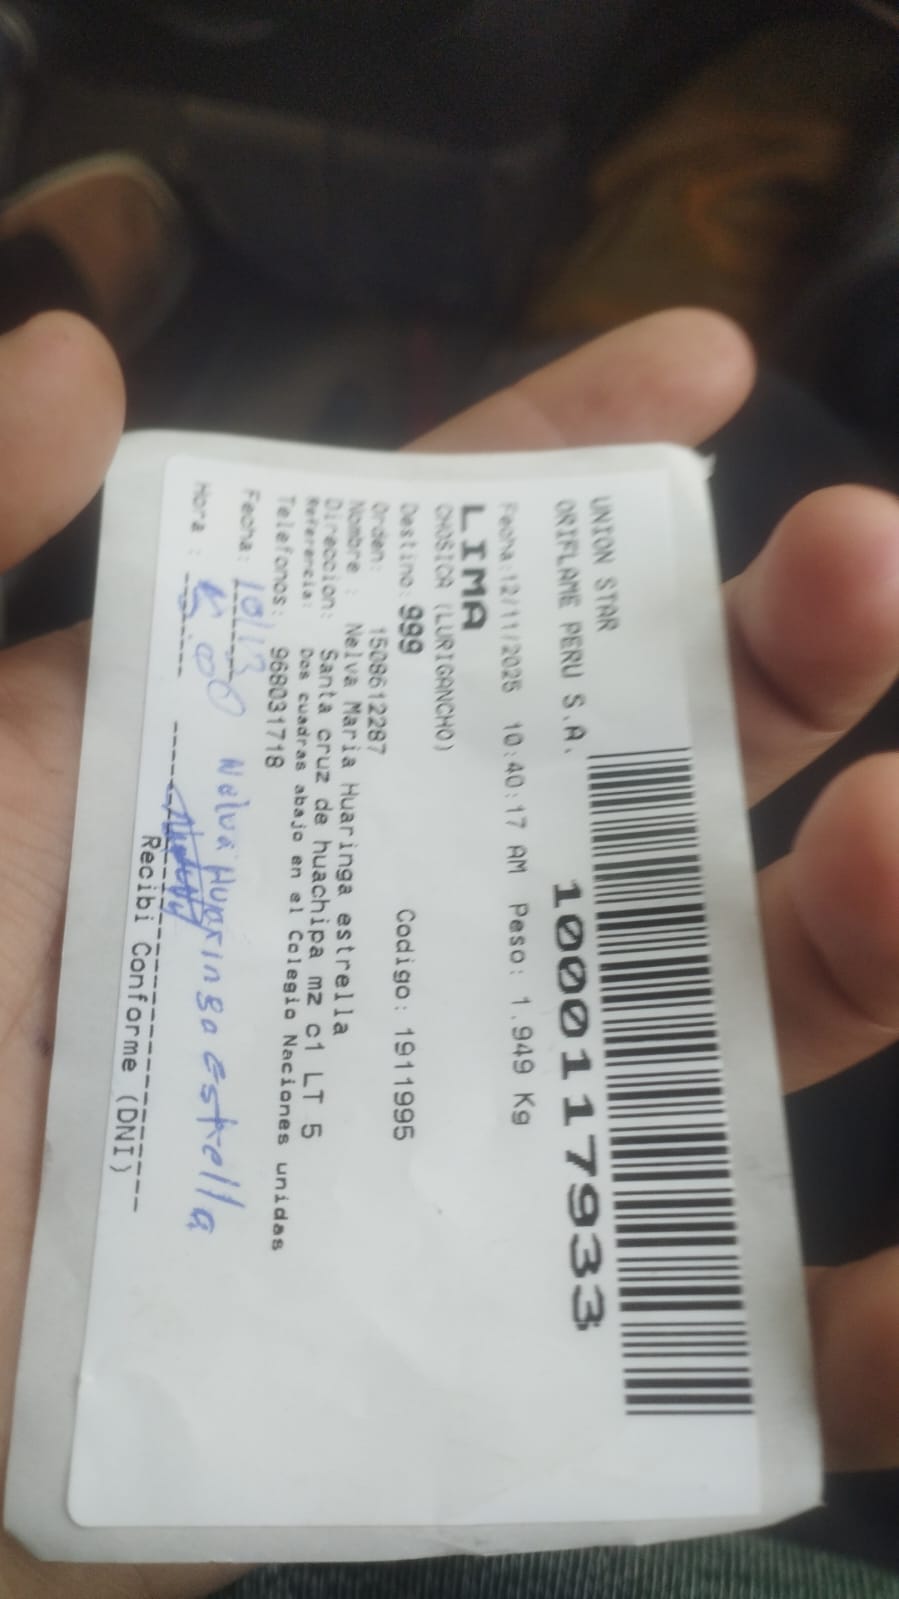 UNION STAR
ORIFLAME PERU S.A.
1000117933
Fecha:12/11/2025 10:40:17 AM Peso: 1.949 Kg
LIMA
CHOSICA (LURIGANCHO)
Destino:999 Codigo: 1911995
Orden: 1508612287
Nombre : Nelva Maria Huaringa estrella
Direccion: Santa cruz de huachipa mz c1 LT 5
Referencia: Dos cuadras abajo en el Colegio Naciones unidas
Telefonos: 968031718
Fecha:
Nelva Huaringa Estrella
Hora :
Recibi Conforme (DNI)